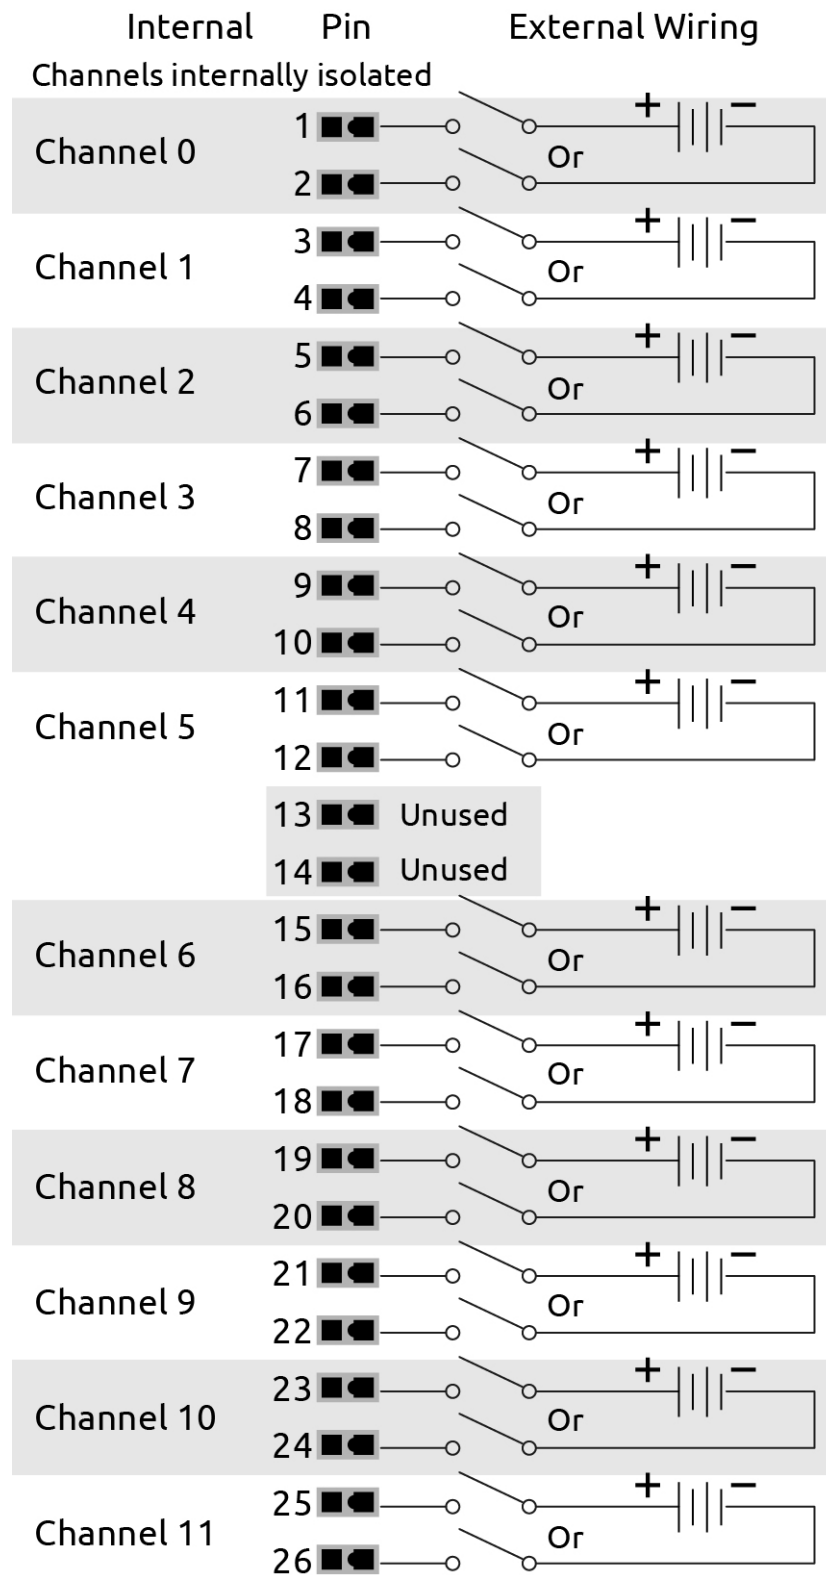 Internal Pin External Wiring
Channels internally isolated
1 + −
Channel 0 Or
2
3 + −
Channel 1 Or
4
5 + −
Channel 2 Or
6
7 + −
Channel 3 Or
8
9 + −
Channel 4 Or
10
11 + −
Channel 5 Or
12
13 Unused
14 Unused
15 + −
Channel 6 Or
16
17 + −
Channel 7 Or
18
19 + −
Channel 8 Or
20
21 + −
Channel 9 Or
22
23 + −
Channel 10 Or
24
25 + −
Channel 11 Or
26